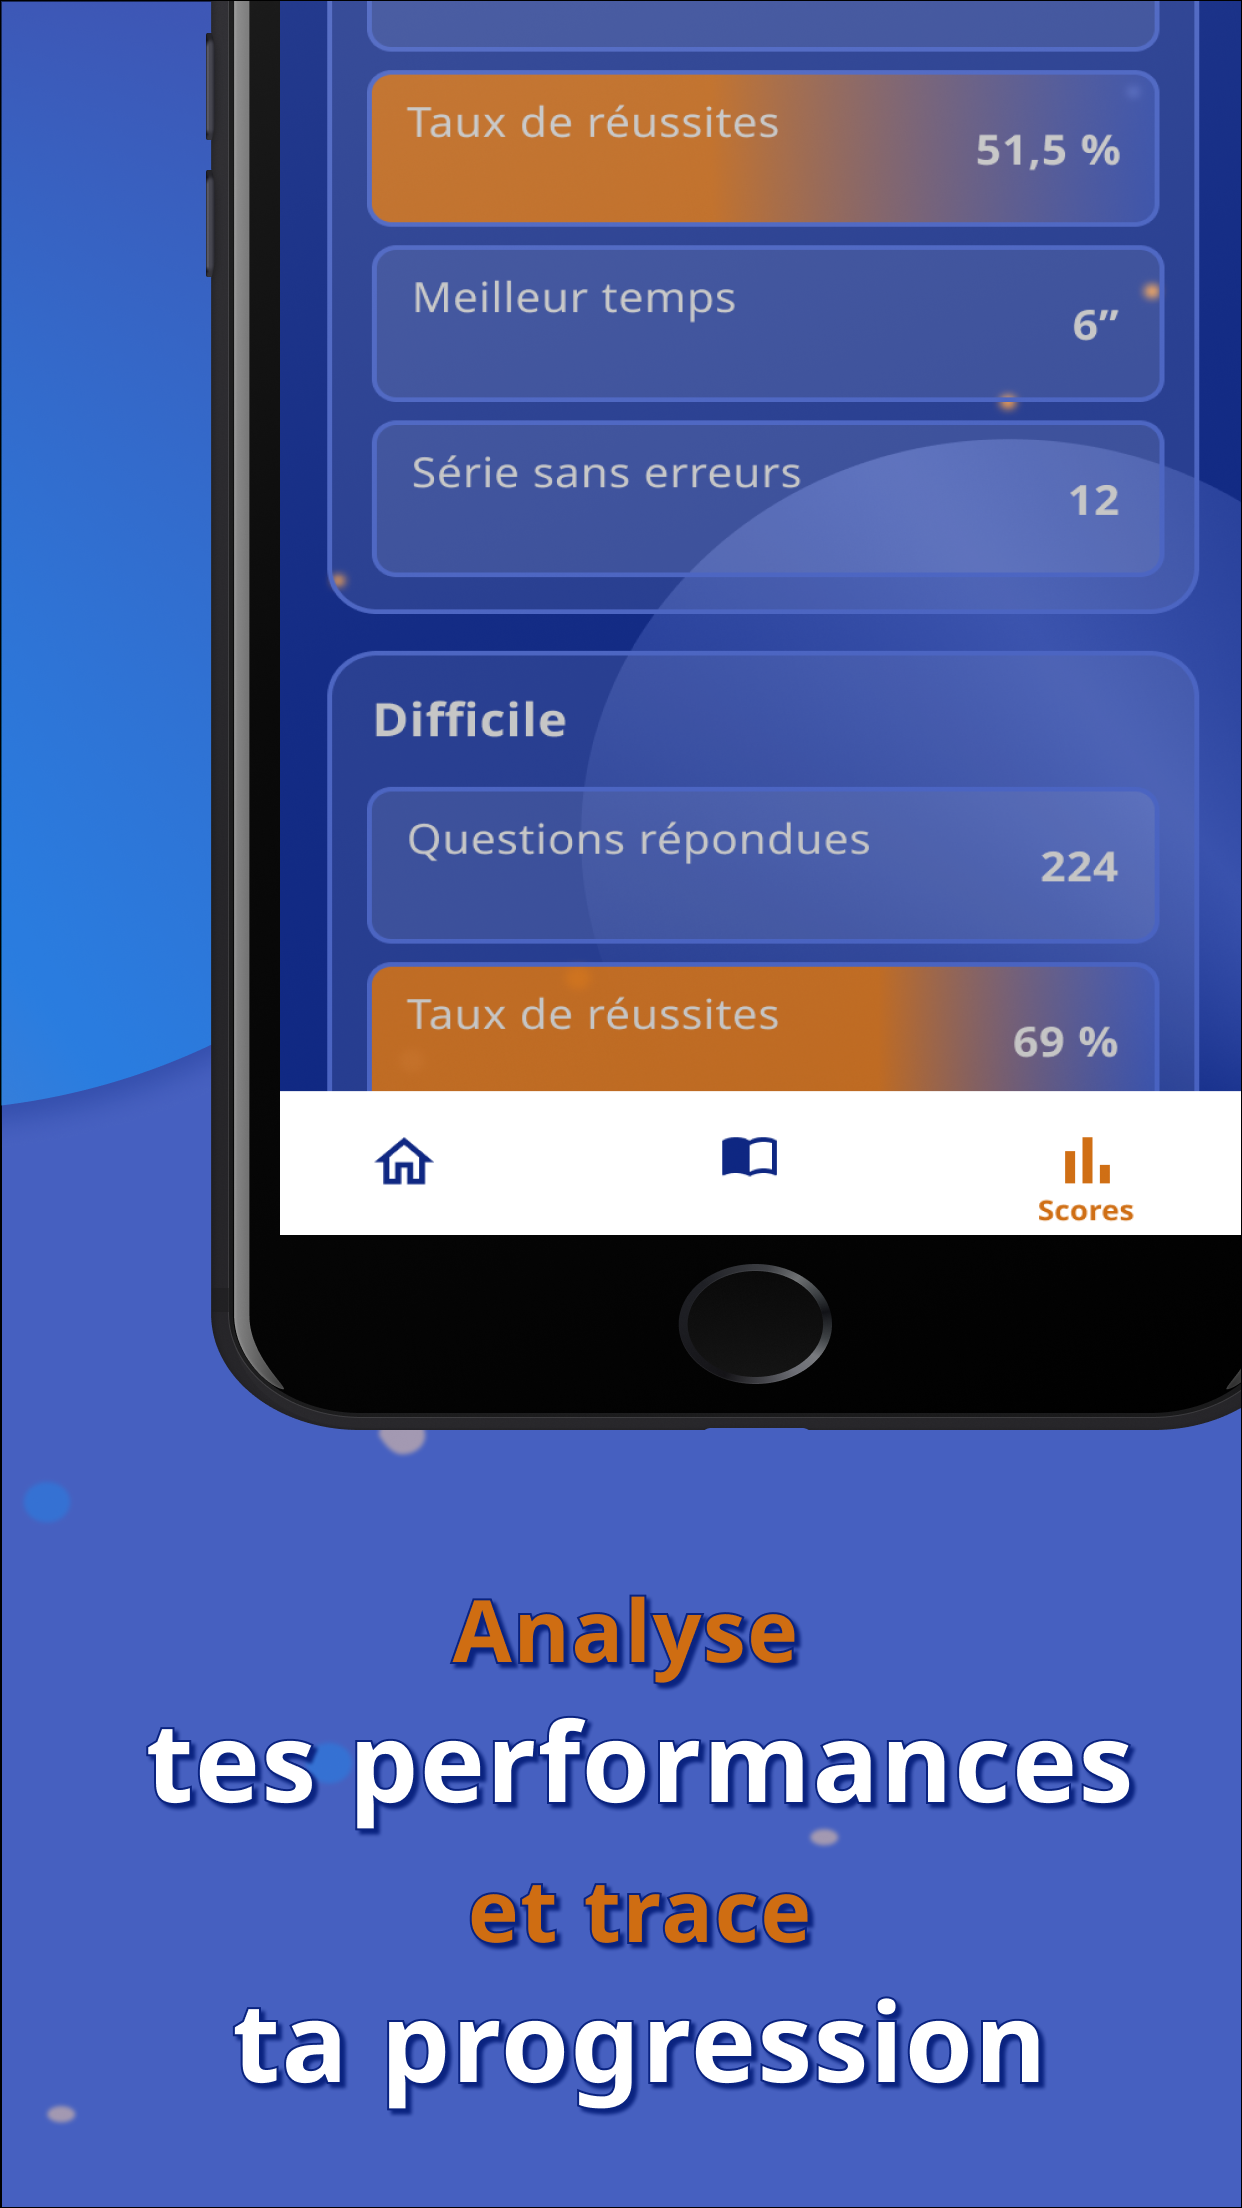 Taux de réussites
51,5 %
Meilleur temps
6”
Série sans erreurs
12
Difficile
Questions répondues
224
Taux de réussites
69 %
Scores
Analyse
tes performances
et trace
ta progression